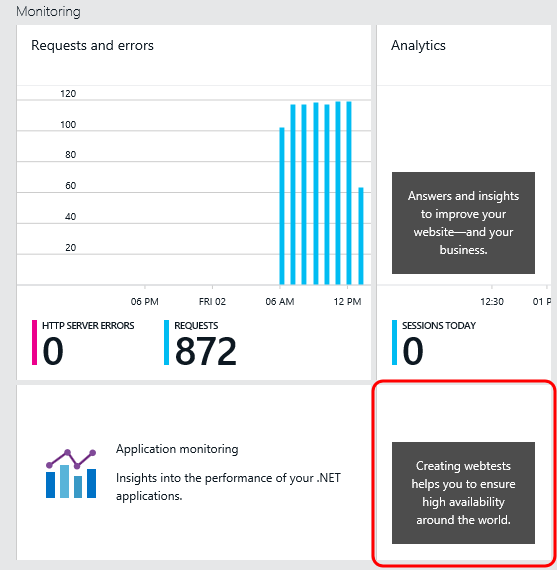 Monitoring
Requests and errors
120
100
80
60
40
20
06 PM
FRI 02
06 AM
12 PM
HTTP SERVER ERRORS
0
REQUESTS
872
Analytics
Answers and insights
to improve your
website—and your
business.
12:30
01 P
SESSIONS TODAY
0
Application monitoring
Insights into the performance of your .NET
applications.
Creating webtests
helps you to ensure
high availability
around the world.